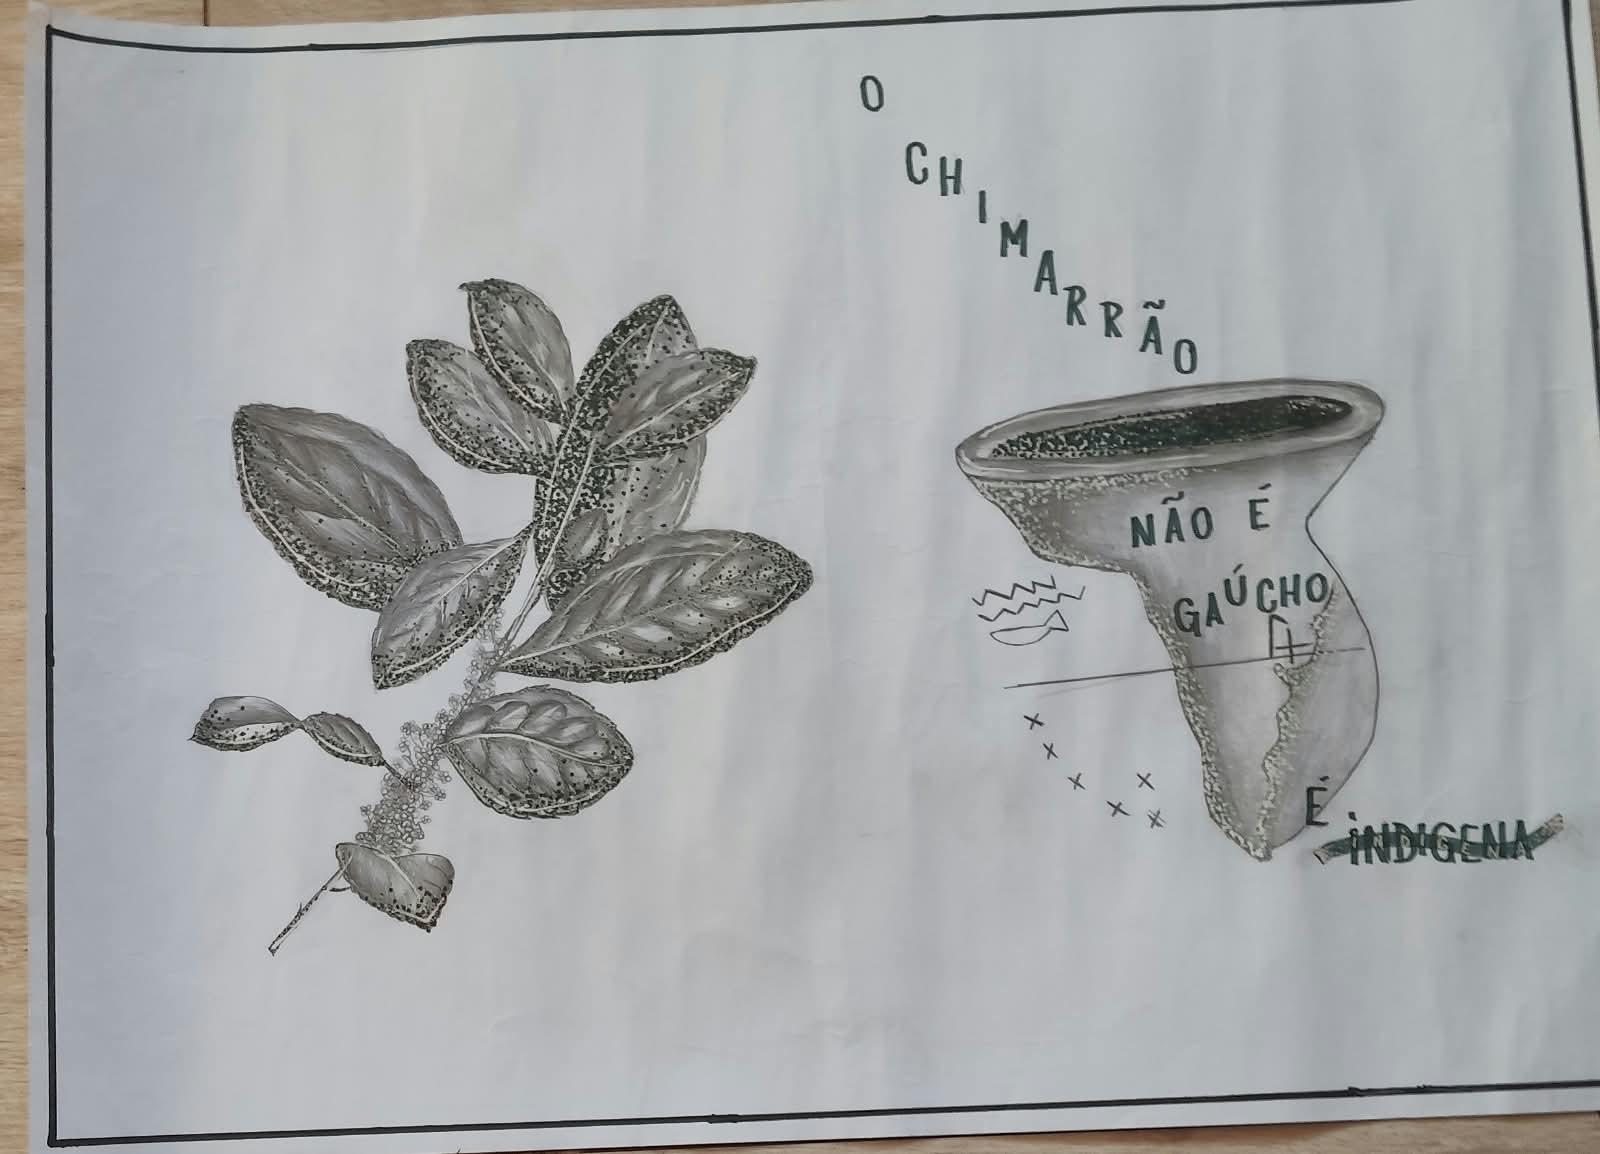 O
CHIMARRÃO
NÃO É
GAÚCHO
É
INDIGENA